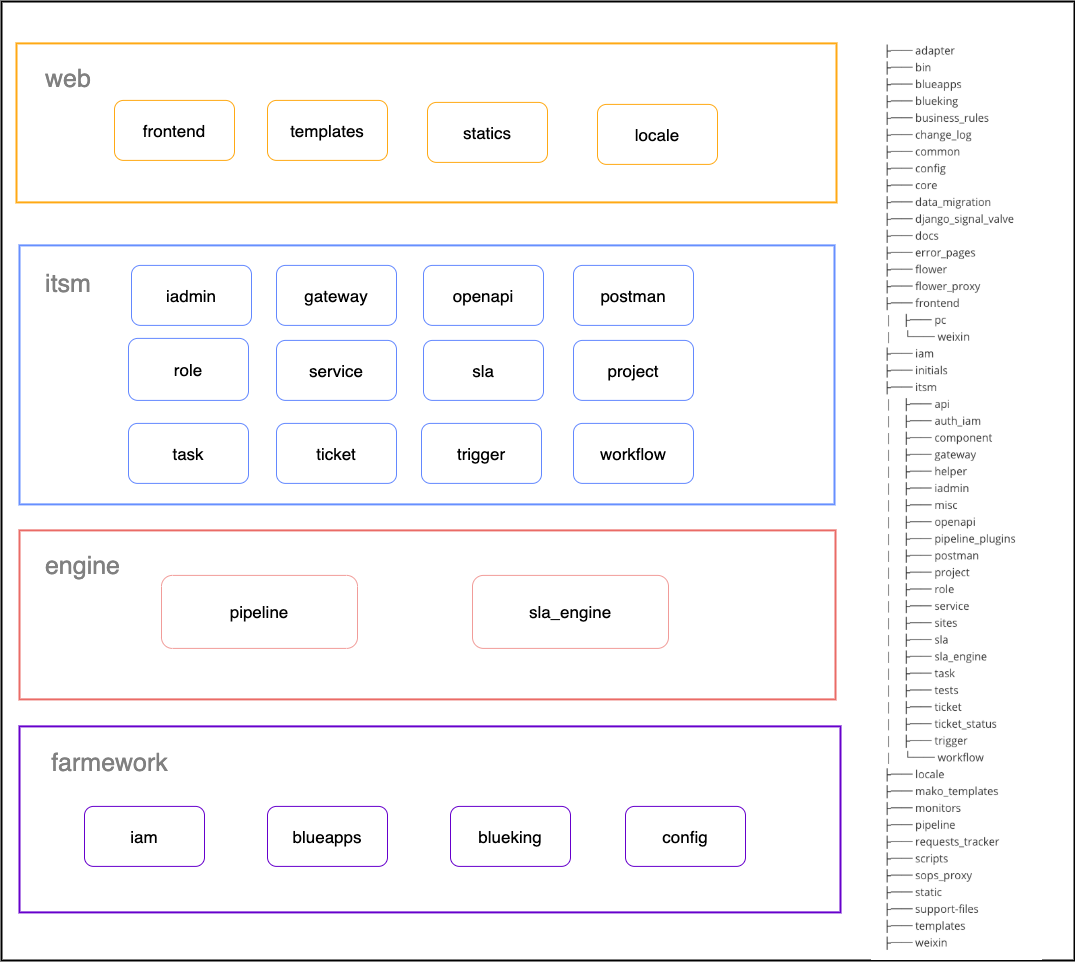 web
frontend
templates
statics
locale
itsm
iadmin
gateway
openapi
postman
role
service
sla
project
task
ticket
trigger
workflow
engine
pipeline
sla_engine
farmework
iam
blueapps
blueking
config
adapter
bin
blueapps
blueking
business_rules
change_log
common
config
core
data_migration
django_signal_valve
docs
error_pages
flower
flower_proxy
frontend
pc
weixin
iam
initials
itsm
api
auth_iam
component
gateway
helper
iadmin
misc
openapi
pipeline_plugins
postman
project
role
service
sites
sla
sla_engine
task
tests
ticket
ticket_status
trigger
workflow
locale
mako_templates
monitors
pipeline
requests_tracker
scripts
sops_proxy
static
support-files
templates
weixin